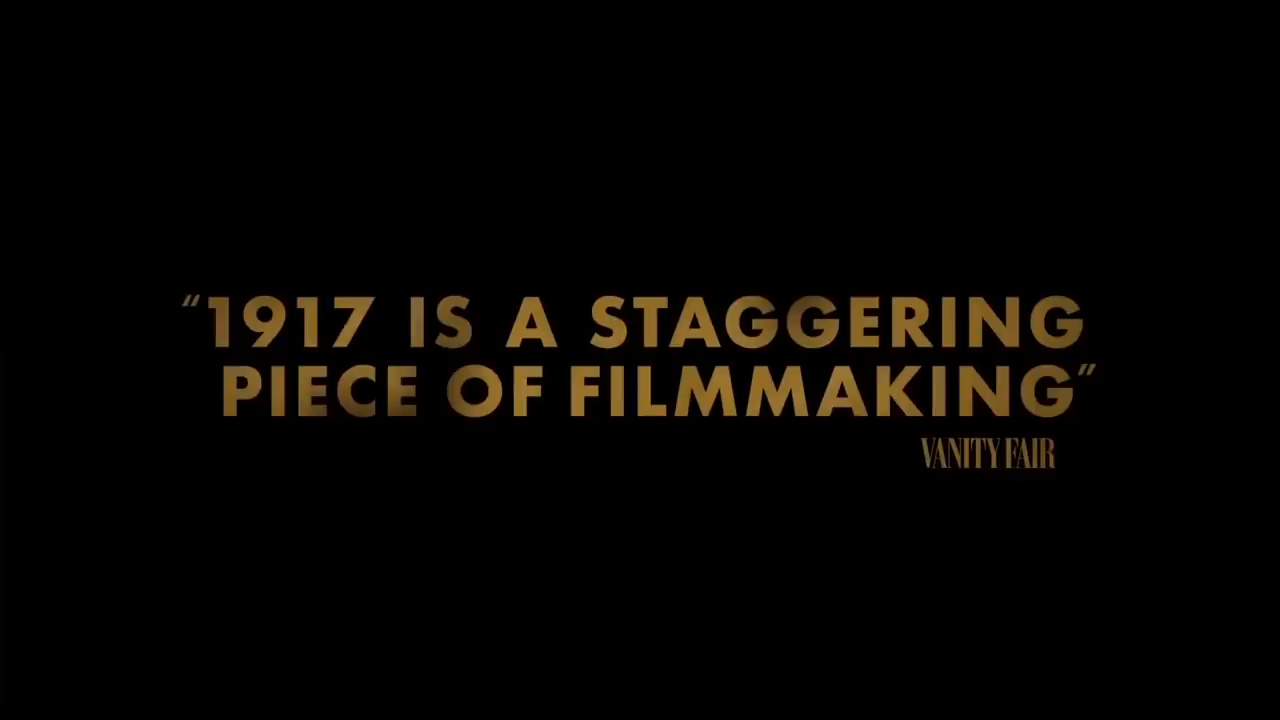 “1917 IS A STAGGERING
PIECE OF FILMMAKING”
VANITY FAIR